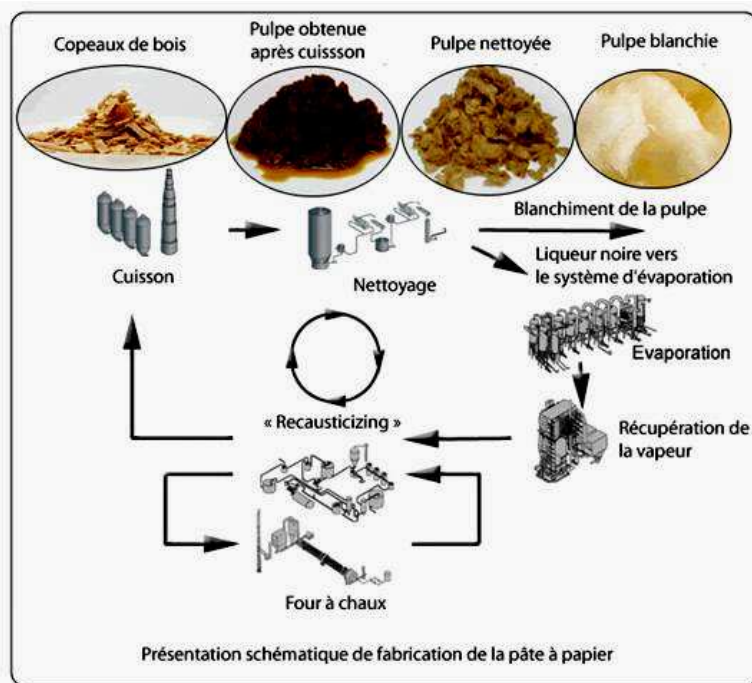 Copeaux de bois
Pulpe obtenue
après cuissson
Pulpe nettoyée
Pulpe blanchie
Cuisson
Nettoyage
Blanchiment de la pulpe
Liqueur noire vers
le système d'évaporation
Evaporation
« Recausticizing »
Récupération de
la vapeur
Four à chaux
Présentation schématique de fabrication de la pâte à papier